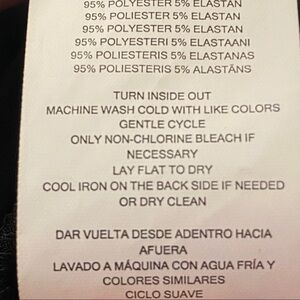 95% POLYESTER 5% ELASTAN
95% POLIESTER 5% ELASTAN
95% POLYESTER 5% ELASTAN
95% POLYESTERI 5% ELASTAANI
95% POLIESTERIS 5% ELASTANAS
95% POLIESTERIS 5% ALASTĀNS
TURN INSIDE OUT
MACHINE WASH COLD WITH LIKE COLORS
GENTLE CYCLE
ONLY NON-CHLORINE BLEACH IF
NECESSARY
LAY FLAT TO DRY
COOL IRON ON THE BACK SIDE IF NEEDED
OR DRY CLEAN
DAR VUELTA DESDE ADENTRO HACIA
AFUERA
LAVADO A MÁQUINA CON AGUA FRÍA Y
COLORES SIMILARES
CICLO SUAVE